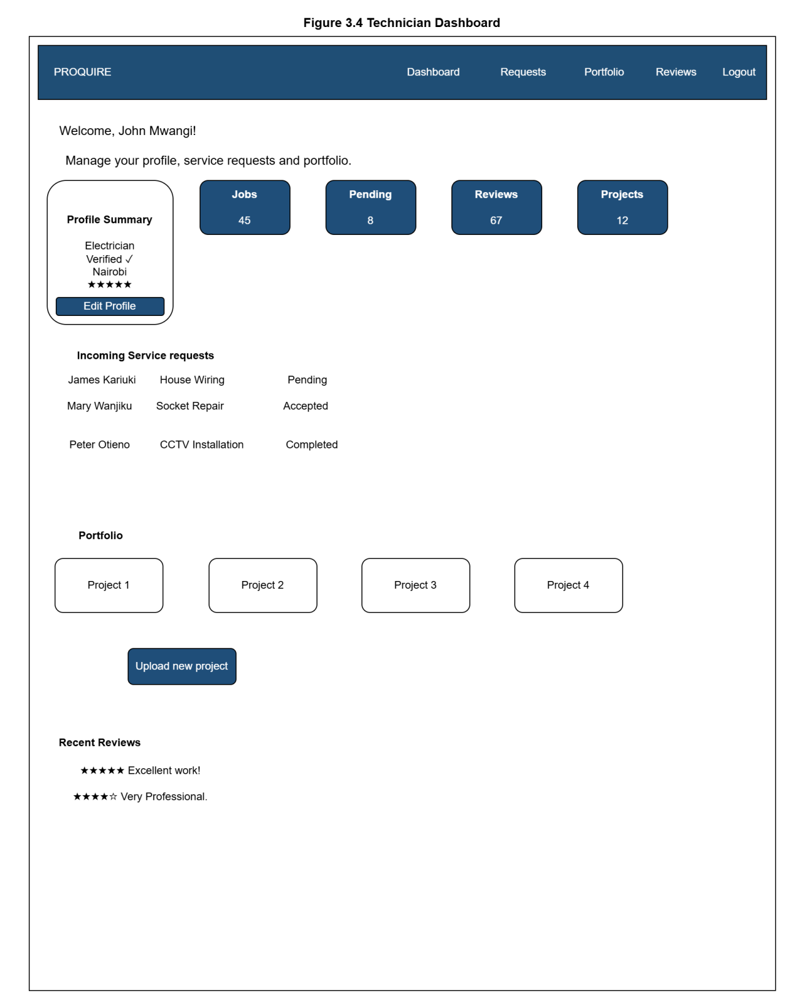 Figure 3.4 Technician Dashboard
PROQUIRE Dashboard Requests Portfolio Reviews Logout
Welcome, John Mwangi!
Manage your profile, service requests and portfolio.
Profile Summary
Electrician
Verified ✓
Nairobi
★★★★★
Edit Profile
Jobs
45
Pending
8
Reviews
67
Projects
12
Incoming Service requests
James Kariuki House Wiring Pending
Mary Wanjiku Socket Repair Accepted
Peter Otieno CCTV Installation Completed
Portfolio
Project 1 Project 2 Project 3 Project 4
Upload new project
Recent Reviews
★★★★★ Excellent work!
★★★★☆ Very Professional.